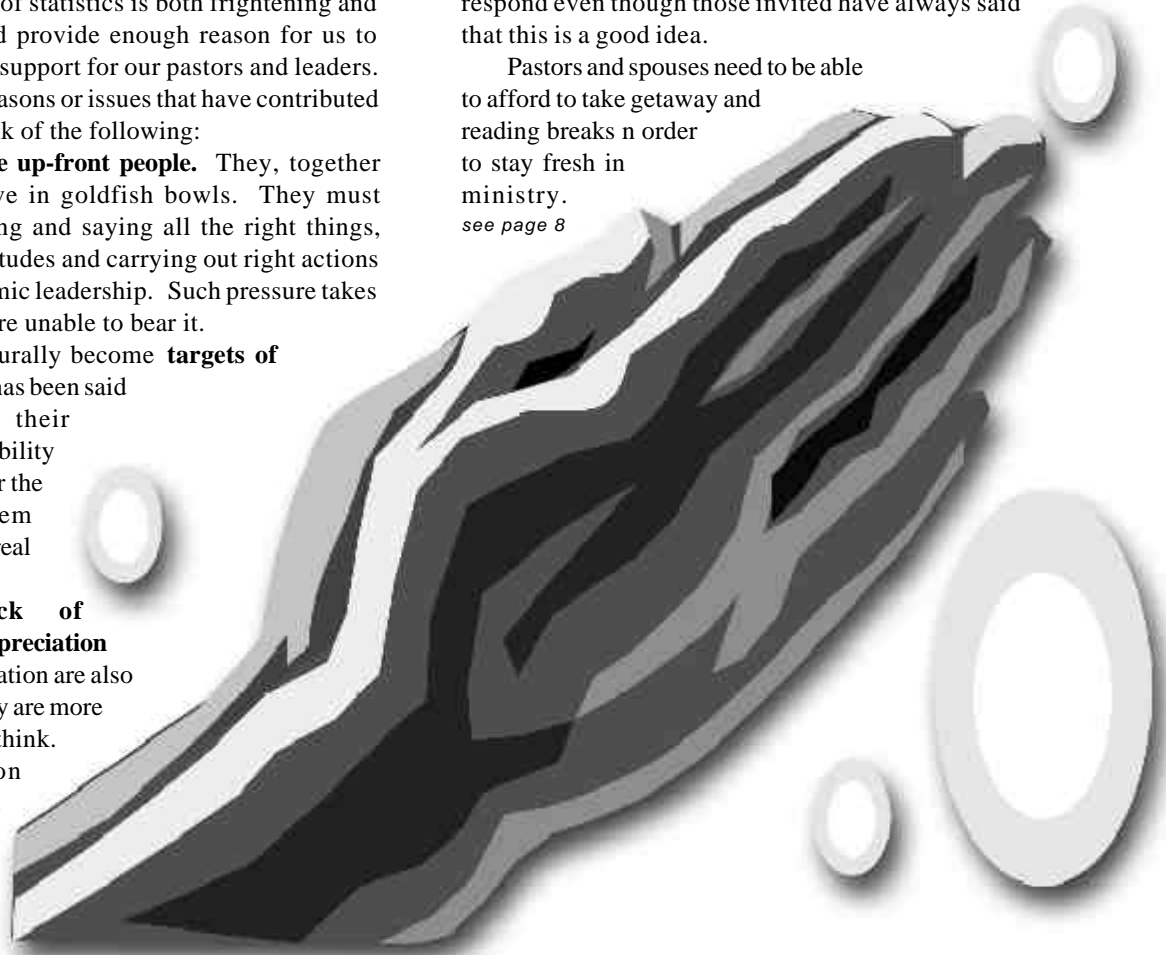 of statistics is both frightening and
provide enough reason for us to
support for our pastors and leaders.
asons or issues that have contributed
k of the following:
e up-front people. They, together
ve in goldfish bowls. They must
ng and saying all the right things,
tudes and carrying out right actions
mic leadership. Such pressure takes
re unable to bear it.
urally become targets of
has been said
their
bility
r the
em
real
ck of
preciation
ation are also
y are more
think.
on
respond even though those invited have always said
that this is a good idea.
Pastors and spouses need to be able
to afford to take getaway and
reading breaks n order
to stay fresh in
ministry.
see page 8